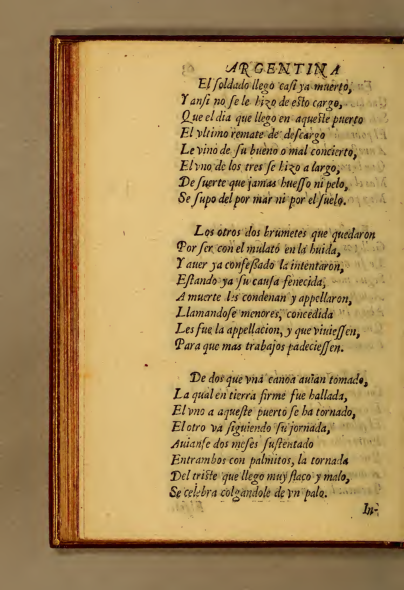 ARGENTINA
El ſoldado llego caſi ya muerto,
Y anſi no ſe le hizo de eſto cargo,
Que el dia que llego en aqueſte puerto
El vltimo remate de deſcargo
Le vino de ſu bueno o mal concierto,
El vno de los tres ſe hizo a largo,
De ſuerte que jamas hueſſo ni pelo,
Se ſupo del por mar ni por el ſuelo.
Los otros dos brumetes que quedaron
Por ſer con el mulato en la huida,
Y auer ya confeſſado la intentaron,
Eſtando ya ſu cauſa fenecida,
A muerte les condenan y appellaron,
Llamandoſe menores, concedida
Les fue la appellacion, y que viuieſſen,
Para que mas trabajos padecieſſen.
De dos que vna canoa auian tomado,
La qual en tierra firme fue hallada,
El vno a aqueſte puerto ſe ha tornado,
El otro va ſiguiendo ſu jornada,
Auianſe dos meſes ſuſtentado
Entrambos con palmitos, la tornada
Del triſte que llego muy flaco y malo,
Se celebra colgandole de vn palo.
In-